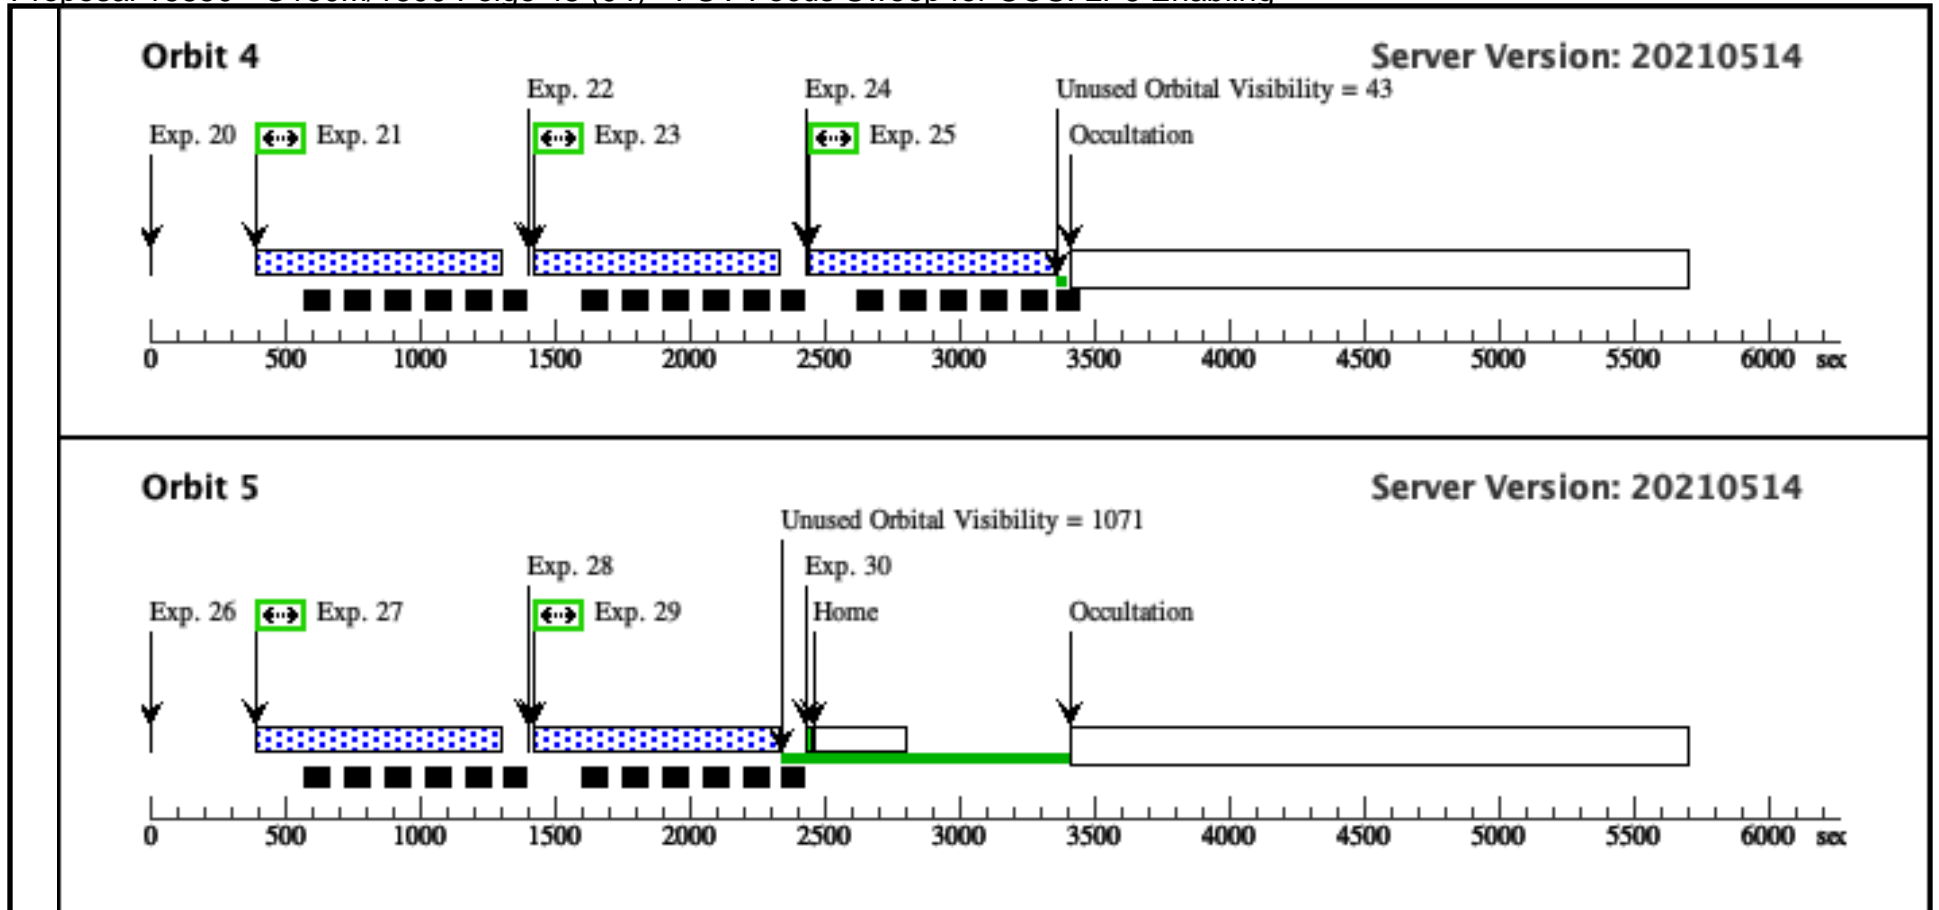 Orbit 4 Server Version: 20210514
Exp. 22 Exp. 24 Unused Orbital Visibility = 43
Exp. 20 Exp. 21 Exp. 23 Exp. 25 Occultation
0 500 1000 1500 2000 2500 3000 3500 4000 4500 5000 5500 6000 sec
Orbit 5 Server Version: 20210514
Unused Orbital Visibility = 1071
Exp. 28 Exp. 30
Exp. 26 Exp. 27 Exp. 29 Home Occultation
0 500 1000 1500 2000 2500 3000 3500 4000 4500 5000 5500 6000 sec